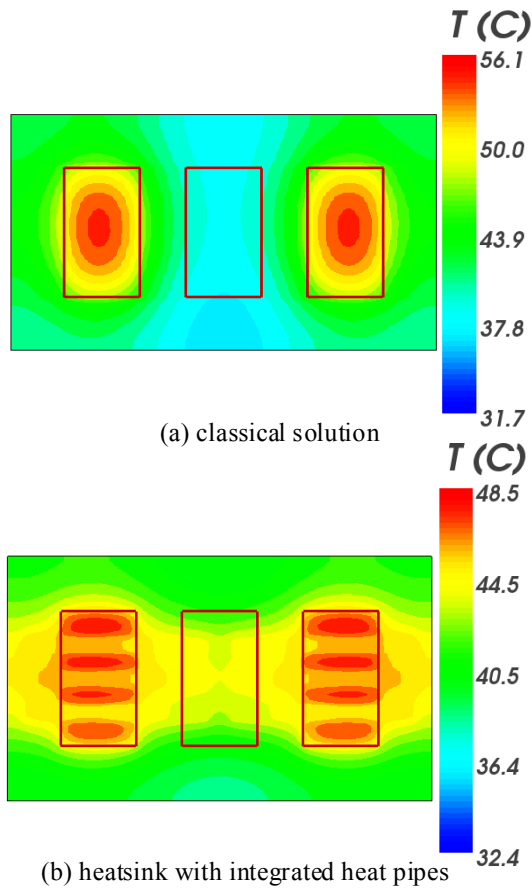 T (C)
56.1
50.0
43.9
37.8
31.7
(a) classical solution
T (C)
48.5
44.5
40.5
36.4
32.4
(b) heatsink with integrated heat pipes